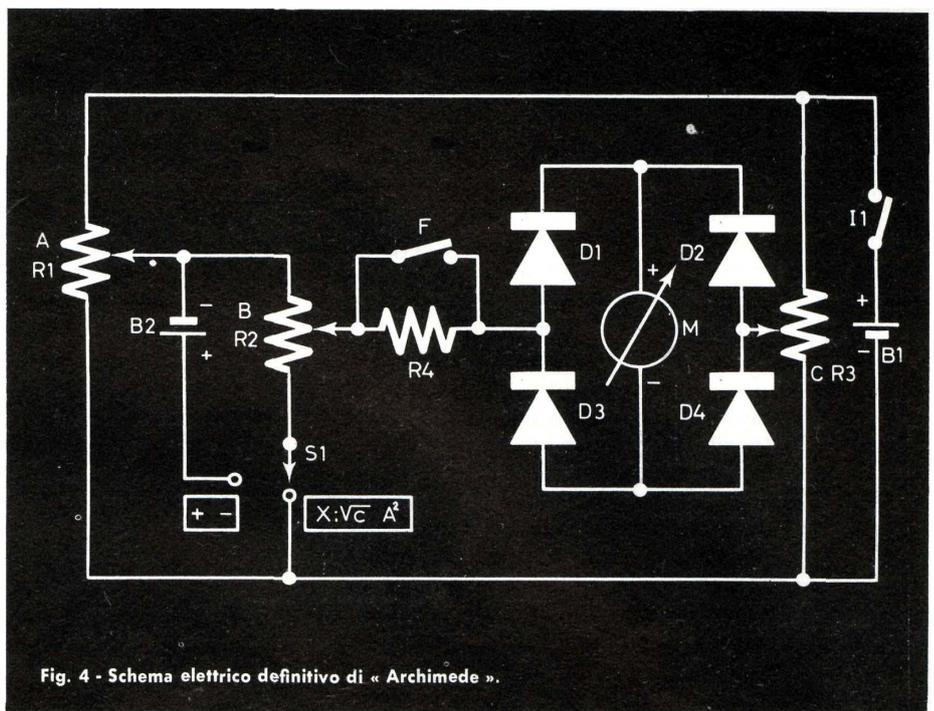 A
R1
B2
−
+
B
R2
F
R4
S1
+ −
X:√C A²
D1
D2
D3
D4
+
M
−
I1
+
−
B1
C R3
Fig. 4 - Schema elettrico definitivo di « Archimede ».